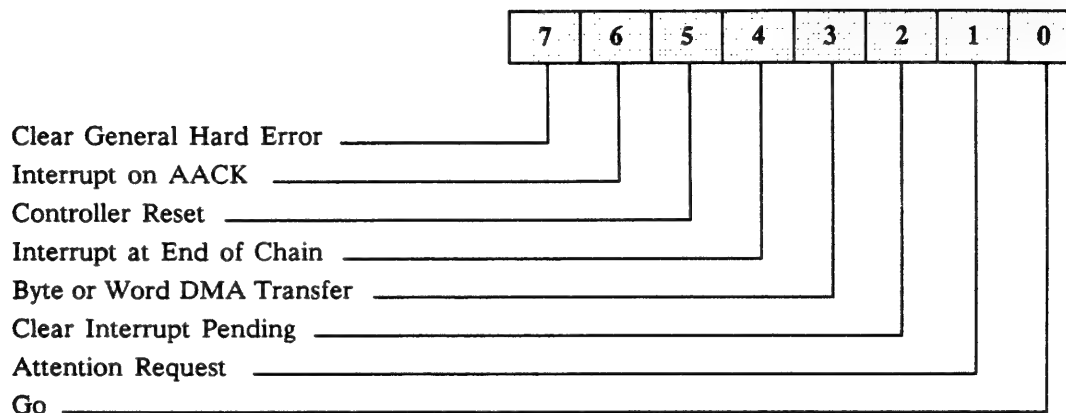 7 6 5 4 3 2 1 0
Clear General Hard Error
Interrupt on AACK
Controller Reset
Interrupt at End of Chain
Byte or Word DMA Transfer
Clear Interrupt Pending
Attention Request
Go